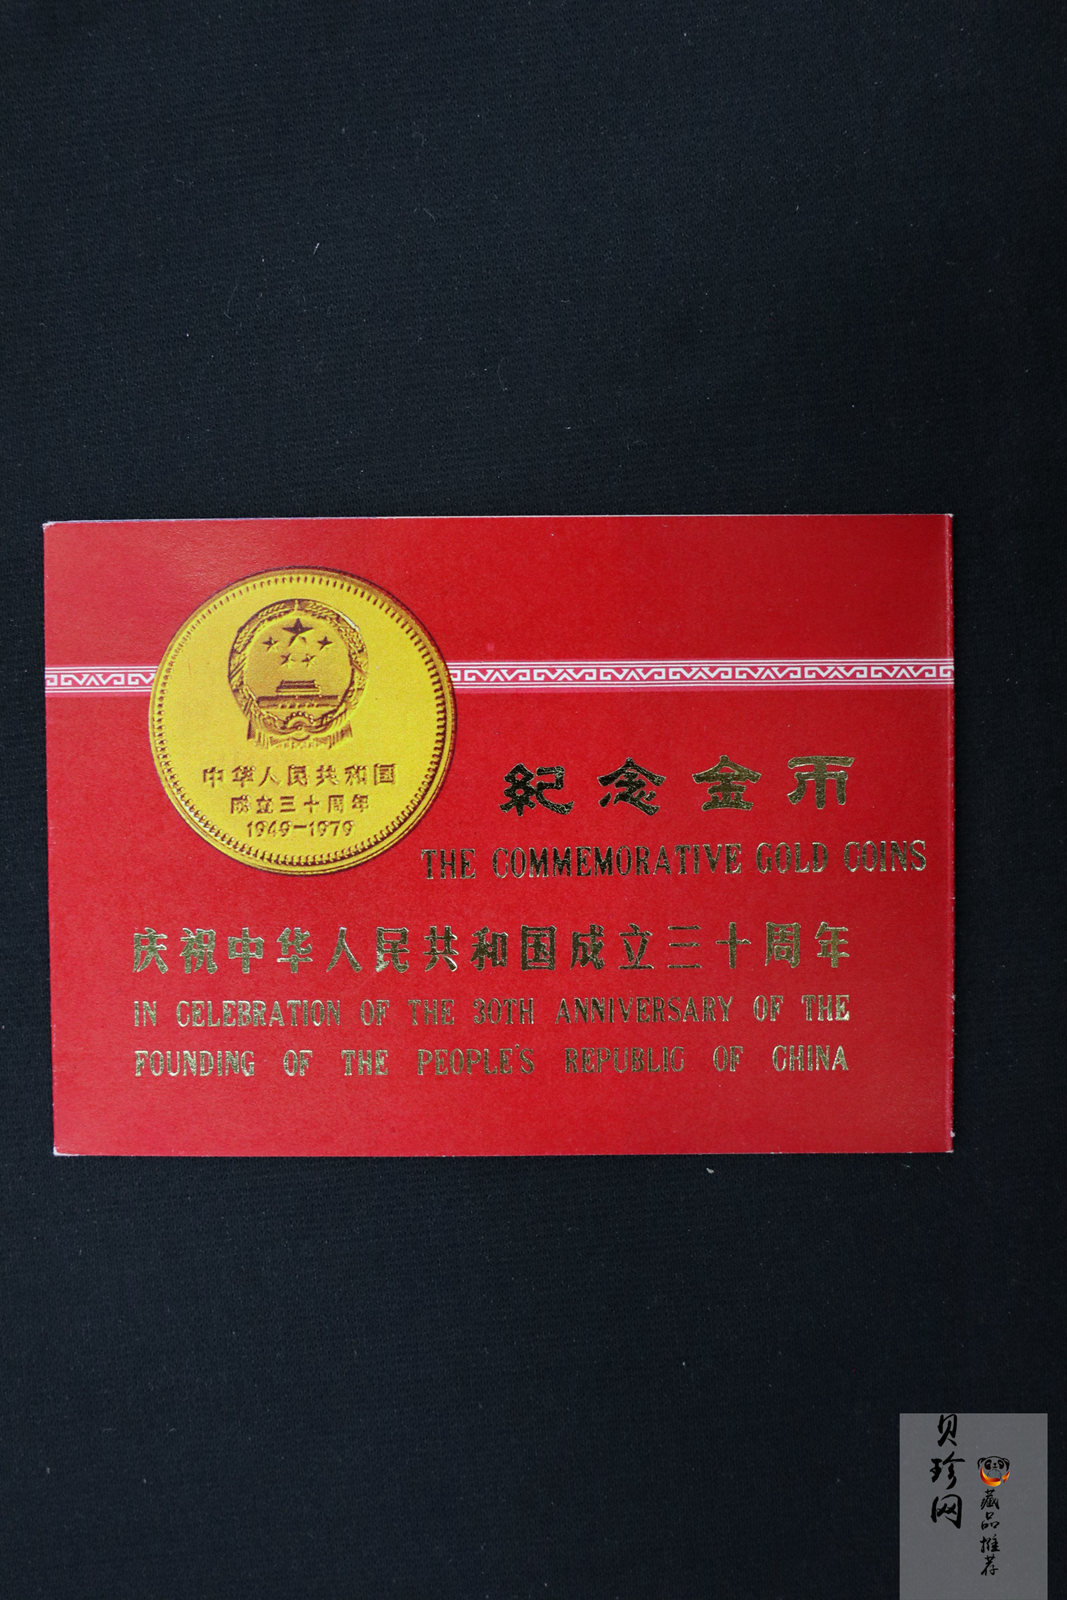 中华人民共和国
成立三十周年
1949-1979
紀念金币
THE COMMEMORATIVE GOLD COINS
庆祝中华人民共和国成立三十周年
IN CELEBRATION OF THE 30TH ANNIVERSARY OF THE
FOUNDING OF THE PEOPLE'S REPUBLIC OF CHINA
贝珍网
藏品推荐